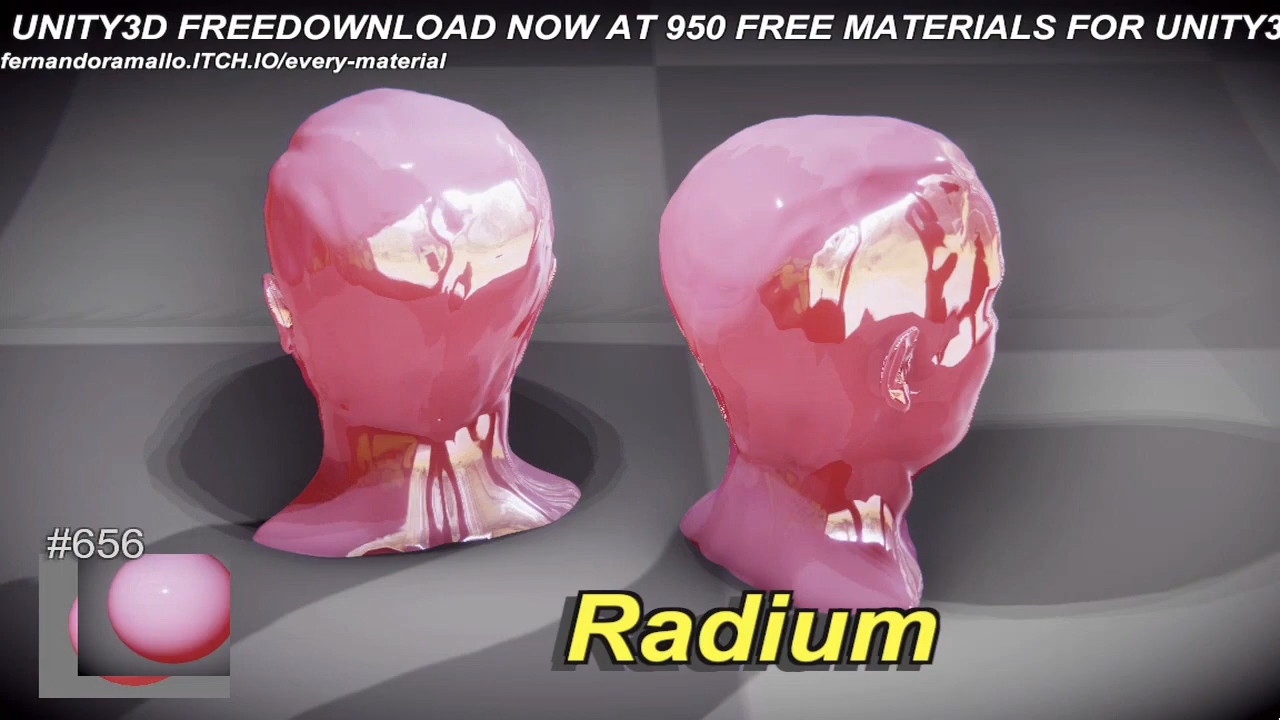 UNITY3D FREEDOWNLOAD NOW AT 950 FREE MATERIALS FOR UNITY3
fernandoramallo.ITCH.IO/every-material
#656
Radium